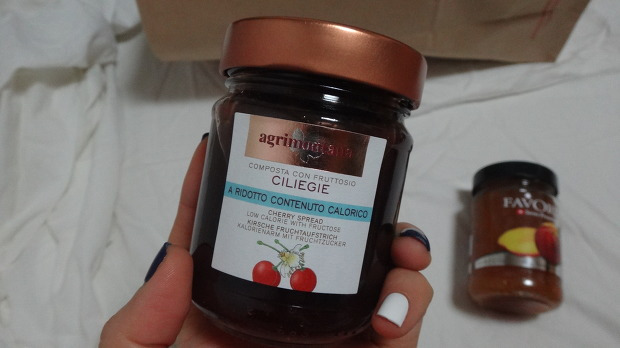 agrimontana
COMPOSTA CON FRUTTOSIO
CILIEGIE
A RIDOTTO CONTENUTO CALORICO
CHERRY SPREAD
LOW CALORIE WITH FRUCTOSE
KIRSCHE FRUCHTAUFSTRICH
KALORIENARM MIT FRUCHTZUCKER